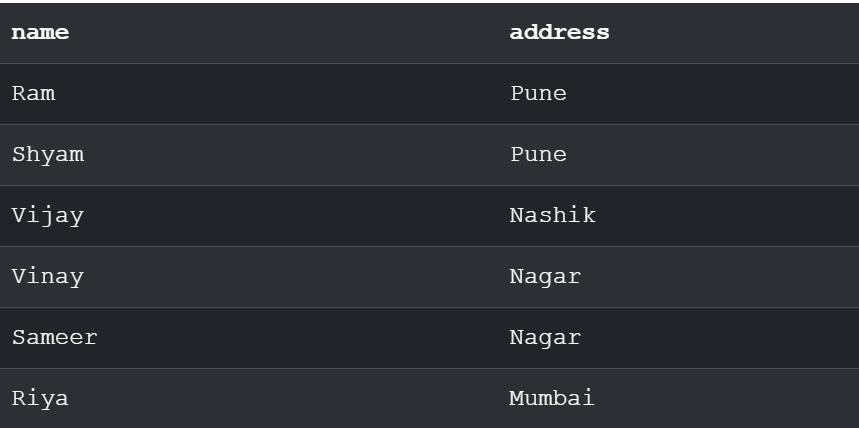 name address
Ram Pune
Shyam Pune
Vijay Nashik
Vinay Nagar
Sameer Nagar
Riya Mumbai